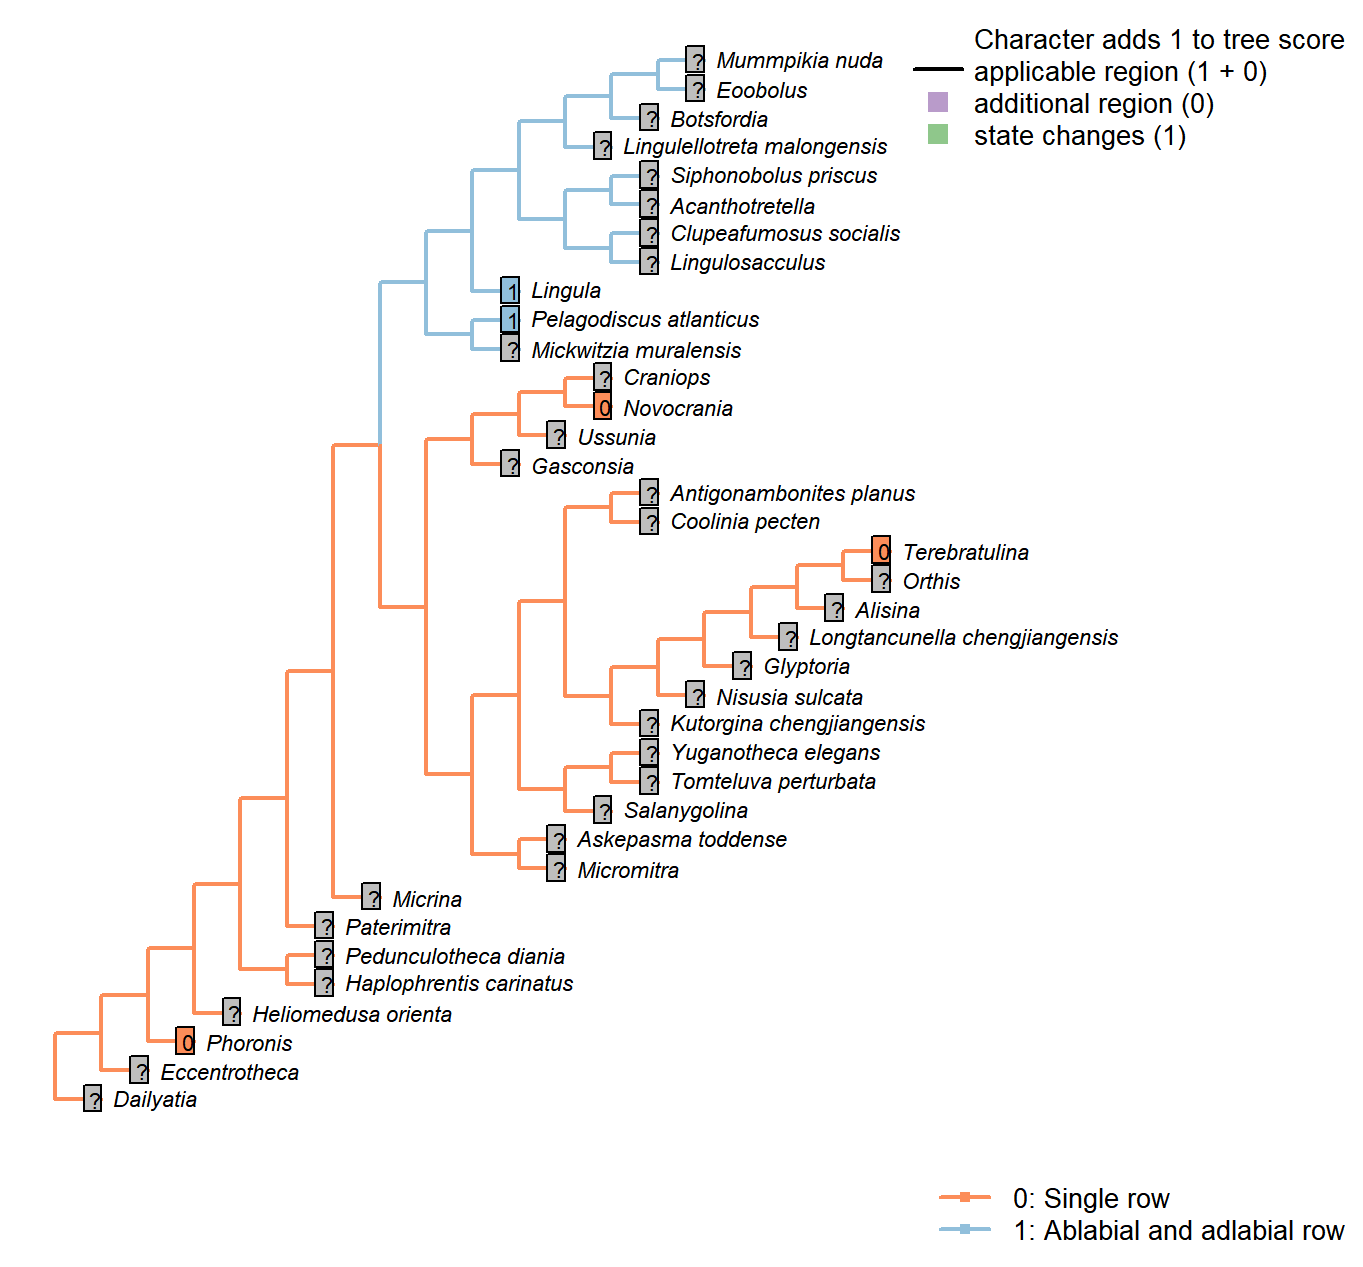 Character adds 1 to tree score
applicable region (1 + 0)
additional region (0)
state changes (1)
? Mummpikia nuda
? Eoobolus
? Botsfordia
? Lingulellotreta malongensis
? Siphonobolus priscus
? Acanthotretella
? Clupeafumosus socialis
? Lingulosacculus
1 Lingula
1 Pelagodiscus atlanticus
? Mickwitzia muralensis
? Craniops
0 Novocrania
? Ussunia
? Gasconsia
? Antigonambonites planus
? Coolinia pecten
0 Terebratulina
? Orthis
? Alisina
? Longtancunella chengjiangensis
? Glyptoria
? Nisusia sulcata
? Kutorgina chengjiangensis
? Yuganotheca elegans
? Tomteluva perturbata
? Salanygolina
? Askepasma toddense
? Micromitra
? Micrina
? Paterimitra
? Pedunculotheca diania
? Haplophrentis carinatus
? Heliomedusa orienta
0 Phoronis
? Eccentrotheca
? Dailyatia
0: Single row
1: Ablabial and adlabial row